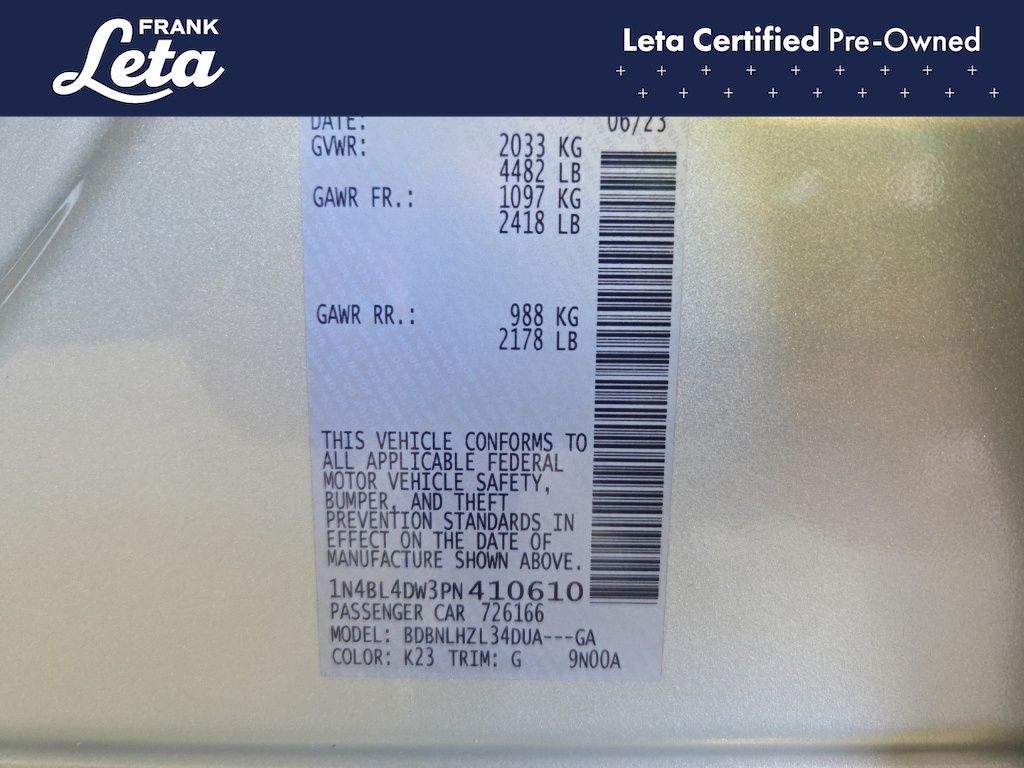 FRANK
Leta
Leta Certified Pre-Owned
DATE: 06/23
GVWR: 2033 KG
4482 LB
GAWR FR.: 1097 KG
2418 LB
GAWR RR.: 988 KG
2178 LB
THIS VEHICLE CONFORMS TO
ALL APPLICABLE FEDERAL
MOTOR VEHICLE SAFETY,
BUMPER, AND THEFT
PREVENTION STANDARDS IN
EFFECT ON THE DATE OF
MANUFACTURE SHOWN ABOVE.
1N4BL4DW3PN410610
PASSENGER CAR 726166
MODEL: BDBNLHZL34DUA---GA
COLOR: K23 TRIM: G 9N00A